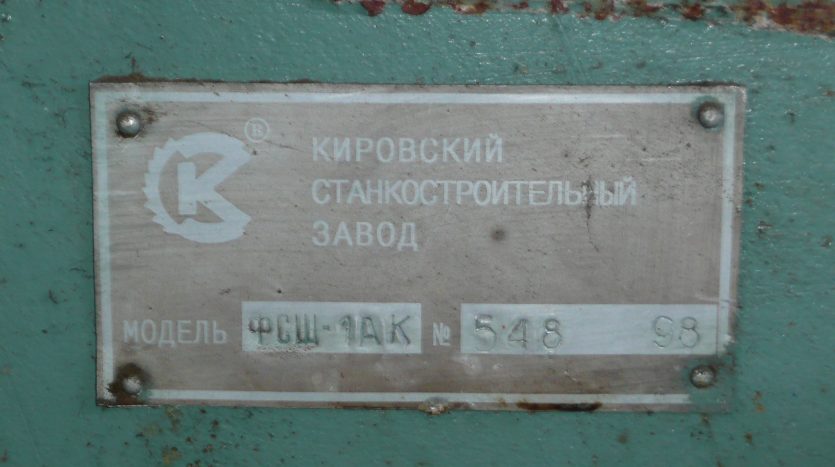 К ®
КИРОВСКИЙ
СТАНКОСТРОИТЕЛЬНЫЙ
ЗАВОД
МОДЕЛЬ ФСШ-1АК № 548 98